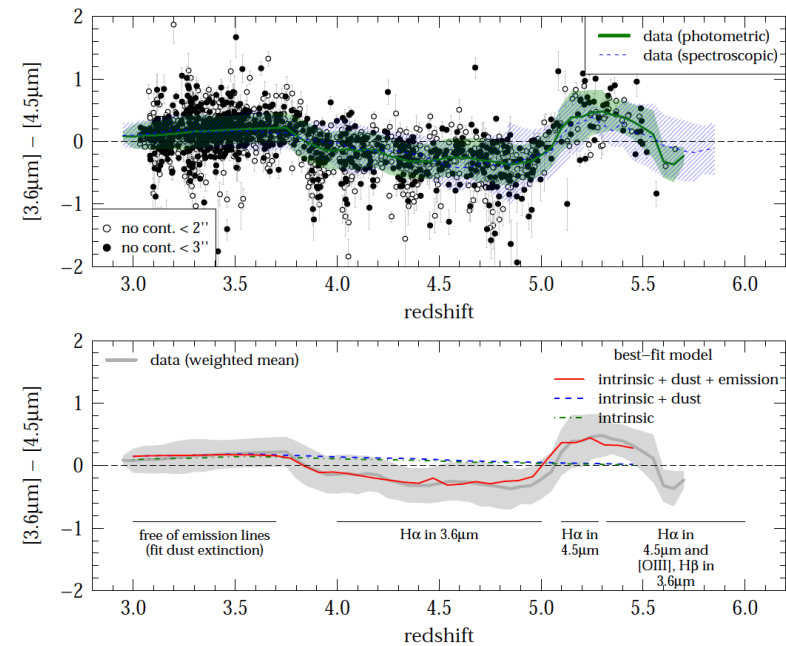 2
1
0
−1
−2
[3.6μm] − [4.5μm]
data (photometric)
data (spectroscopic)
no cont. < 2''
no cont. < 3''
3.0 3.5 4.0 4.5 5.0 5.5 6.0
redshift
2
1
0
−1
−2
[3.6μm] − [4.5μm]
data (weighted mean)
best−fit model
intrinsic + dust + emission
intrinsic + dust
intrinsic
free of emission lines
(fit dust extinction)
Hα in 3.6μm
Hα in
4.5μm
Hα in
4.5μm and
[OIII], Hβ in
3.6μm
3.0 3.5 4.0 4.5 5.0 5.5 6.0
redshift